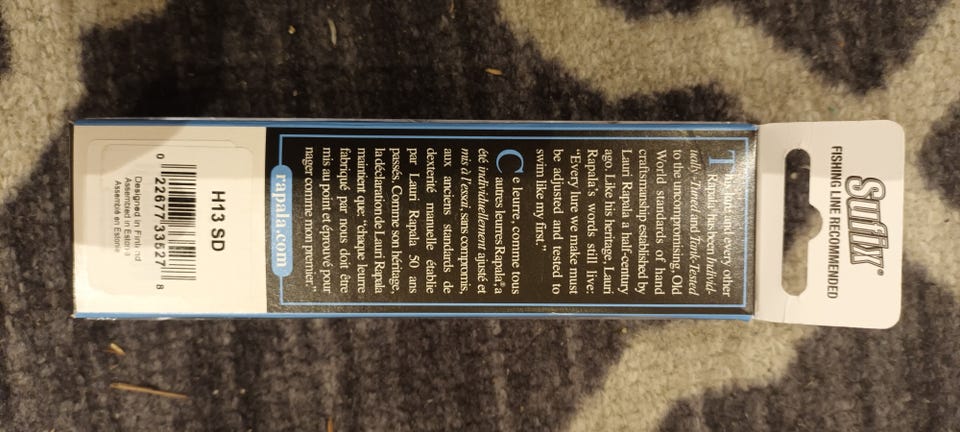 Sufix®
FISHING LINE RECOMMENDED
This lure and every other
Rapala® has been Individ-
ually-Tuned and Tank-Tested
to the uncompromising, Old
World standards of hand
craftsmanship established by
Lauri Rapala a half-century
ago. Like his heritage, Lauri
Rapala's words still live:
"Every lure we make must
be adjusted and tested to
swim like my first."
Ce leurre, comme tous
autres leurres Rapala® a
été individuellement ajusté et
mis à l'essai, sans compromis,
aux anciens standards de
dextérité manuelle établie
par Lauri Rapala 50 ans
passés. Comme son héritage,
la déclaration de Lauri Rapala
maintient que; "chaque leurre
fabriqué par nous doit être
mis au point et éprouvé pour
nager comme mon premier."
rapala.com
H13 SD
0 22677 33527 8
Designed in Finland
Assembled in Estonia
Assemblé en Estonie